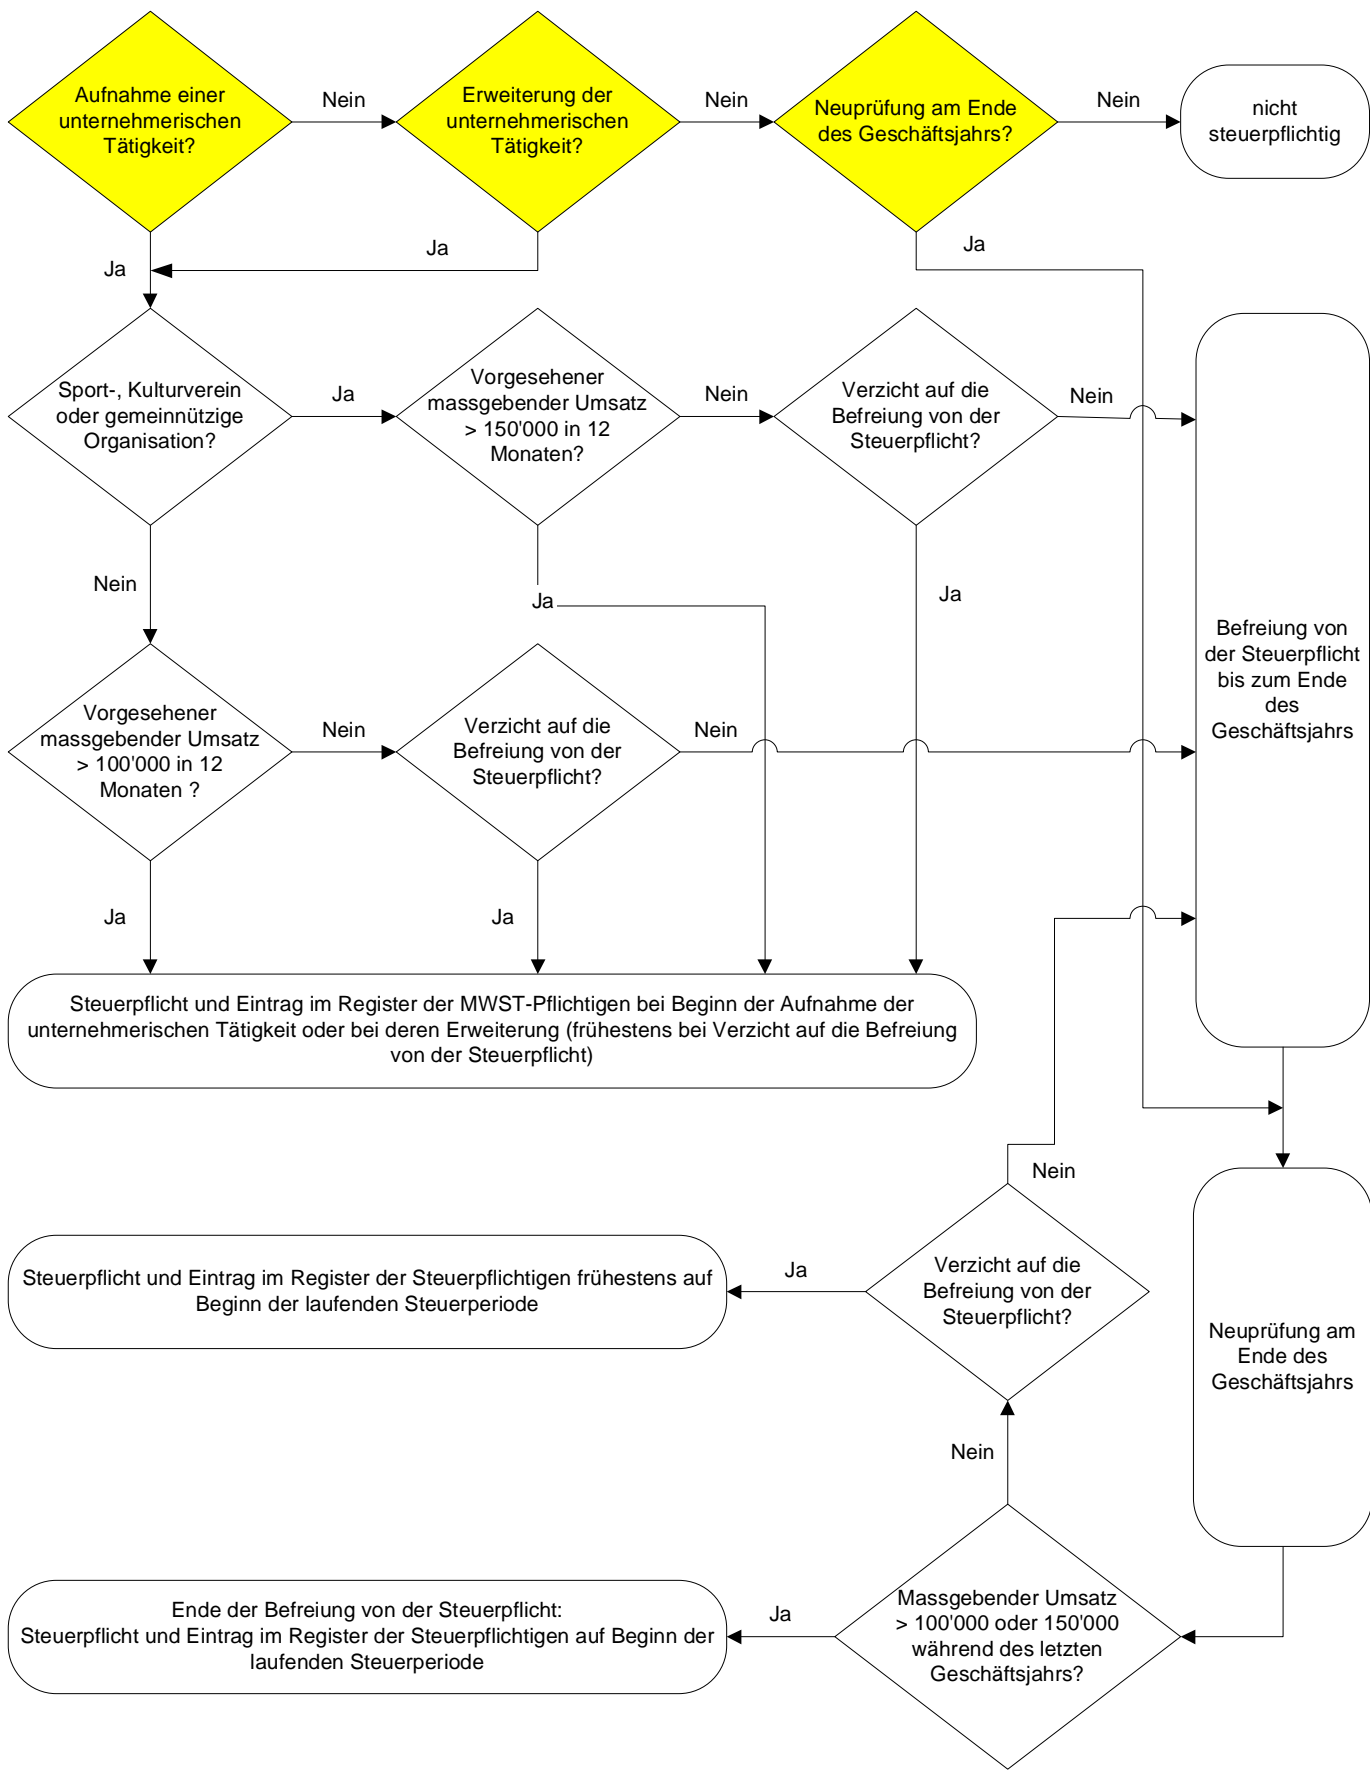 Aufnahme einer
unternehmerischen
Tätigkeit?
Nein
Erweiterung der
unternehmerischen
Tätigkeit?
Nein
Neuprüfung am Ende
des Geschäftsjahrs?
Nein
nicht
steuerpflichtig
Ja
Ja
Ja
Sport-, Kulturverein
oder gemeinnützige
Organisation?
Ja
Vorgesehener
massgebender Umsatz
> 150'000 in 12
Monaten?
Nein
Verzicht auf die
Befreiung von der
Steuerpflicht?
Nein
Nein
Ja
Ja
Befreiung von
der Steuerpflicht
bis zum Ende
des
Geschäftsjahrs
Vorgesehener
massgebender Umsatz
> 100'000 in 12
Monaten ?
Nein
Verzicht auf die
Befreiung von der
Steuerpflicht?
Nein
Ja
Ja
Steuerpflicht und Eintrag im Register der MWST-Pflichtigen bei Beginn der Aufnahme der
unternehmerischen Tätigkeit oder bei deren Erweiterung (frühestens bei Verzicht auf die Befreiung
von der Steuerpflicht)
Nein
Steuerpflicht und Eintrag im Register der Steuerpflichtigen frühestens auf
Beginn der laufenden Steuerperiode
Ja
Verzicht auf die
Befreiung von der
Steuerpflicht?
Neuprüfung am
Ende des
Geschäftsjahrs
Nein
Ende der Befreiung von der Steuerpflicht:
Steuerpflicht und Eintrag im Register der Steuerpflichtigen auf Beginn der
laufenden Steuerperiode
Ja
Massgebender Umsatz
> 100'000 oder 150'000
während des letzten
Geschäftsjahrs?